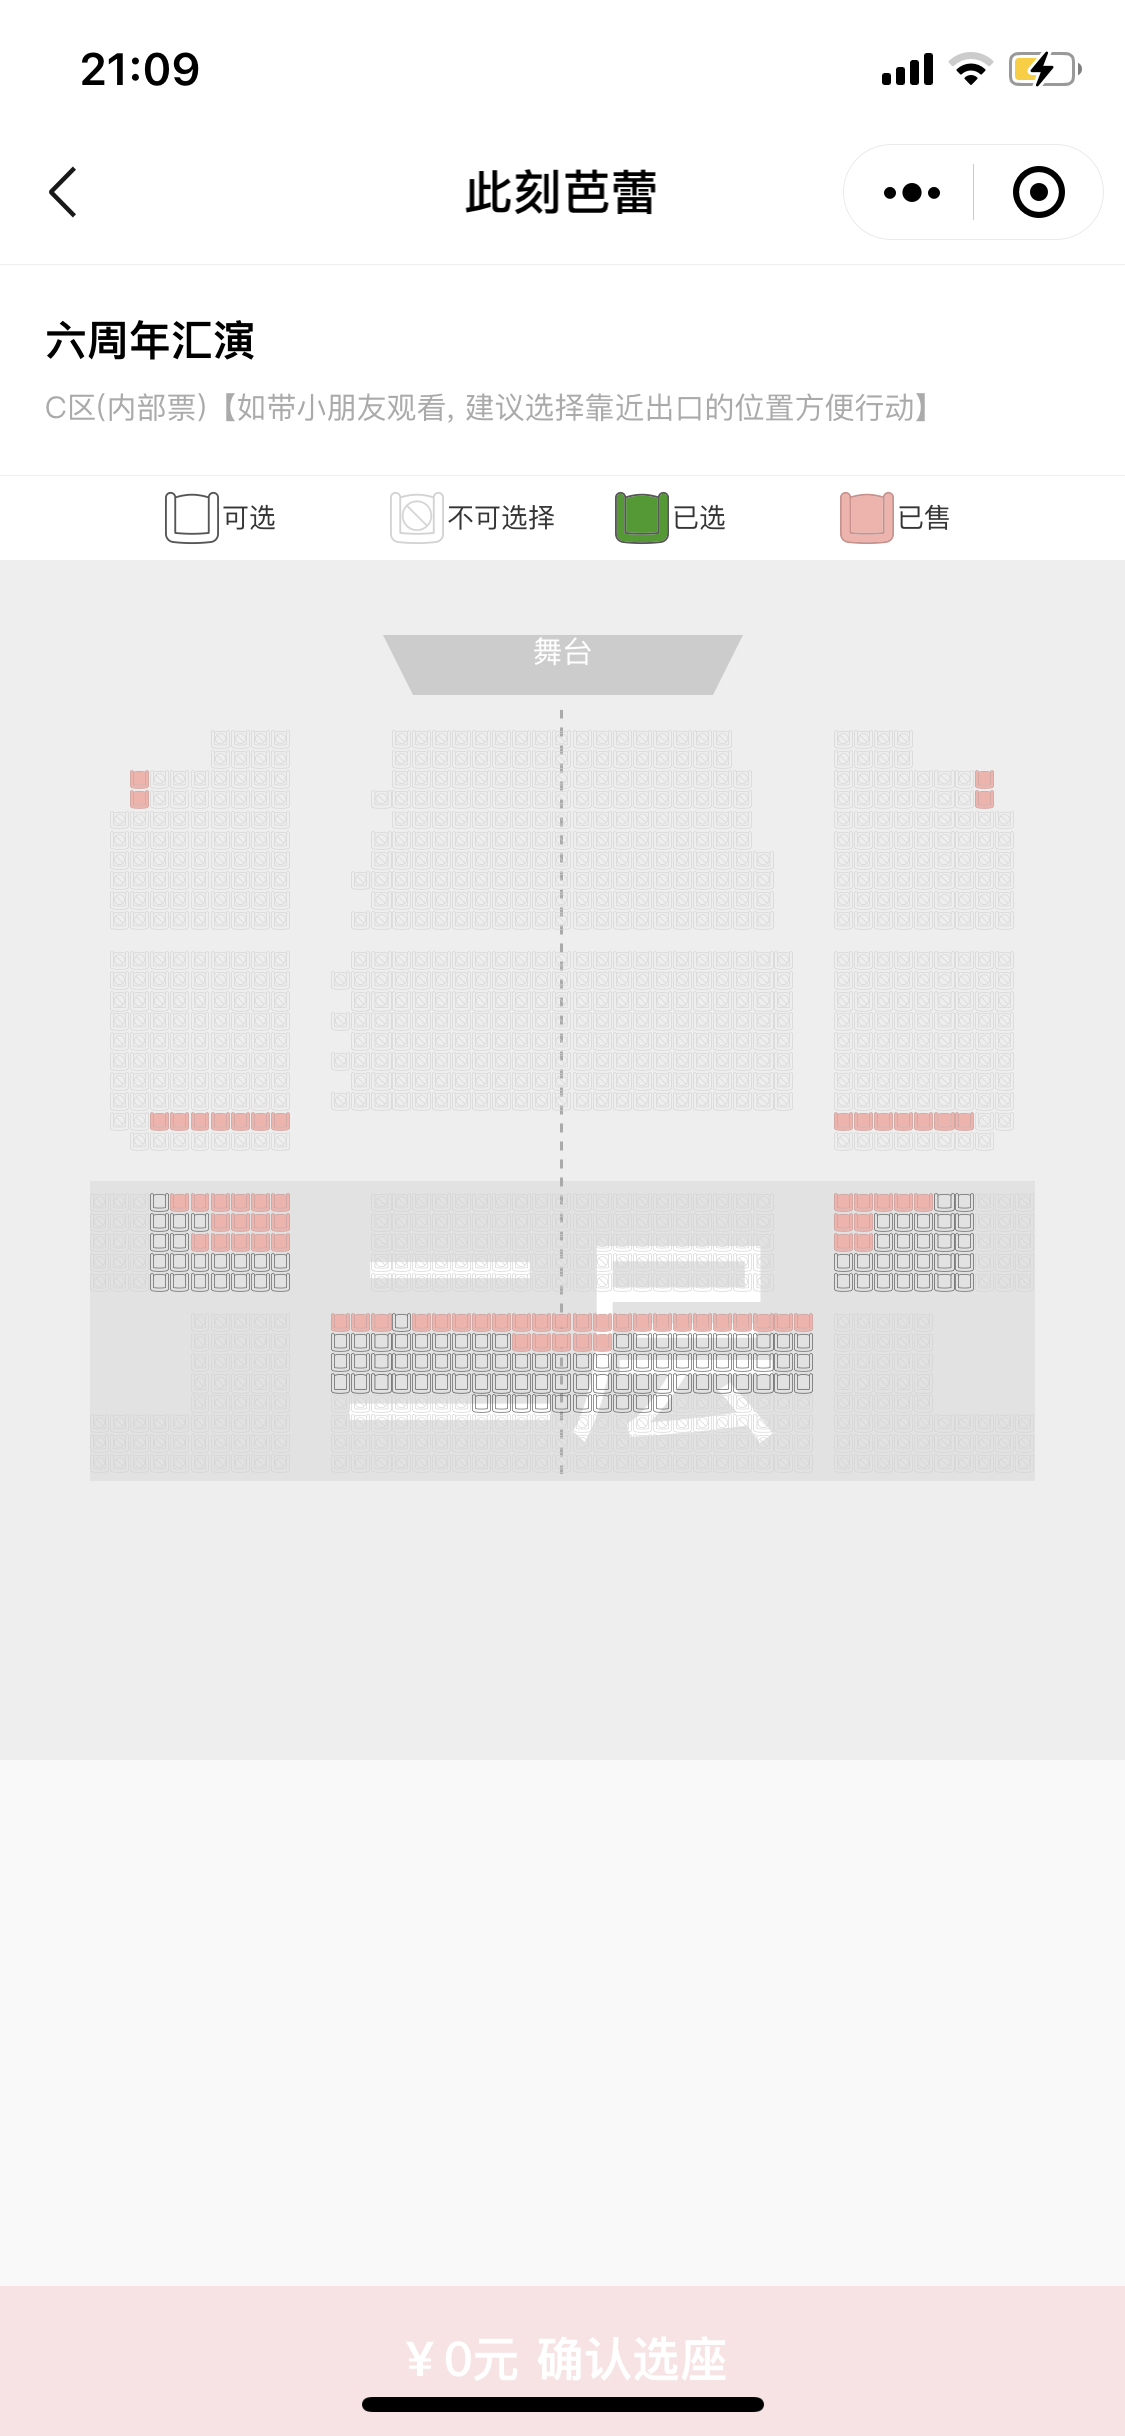 21:09
此刻芭蕾
六周年汇演
C区(内部票)【如带小朋友观看, 建议选择靠近出口的位置方便行动】
可选 不可选择 已选 已售
舞台
二层
¥0元 确认选座